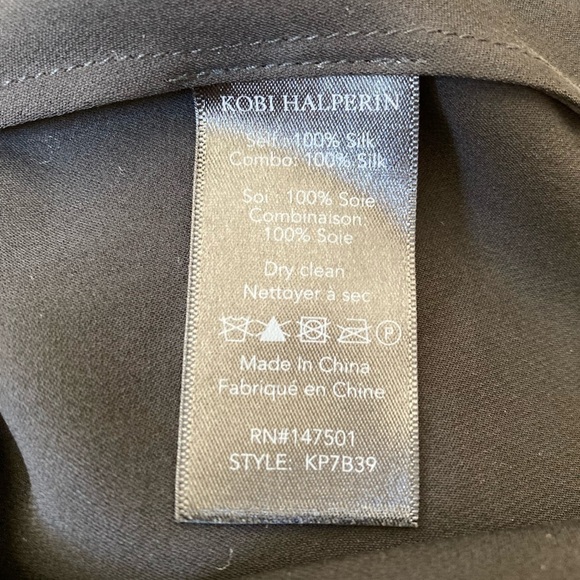 KOBI HALPERIN
Self : 100% Silk
Combo: 100% Silk
Soi : 100% Soie
Combinaison
100% Soie
Dry clean
Nettoyer à sec
P
Made In China
Fabriqué en Chine
RN#147501
STYLE: KP7B39